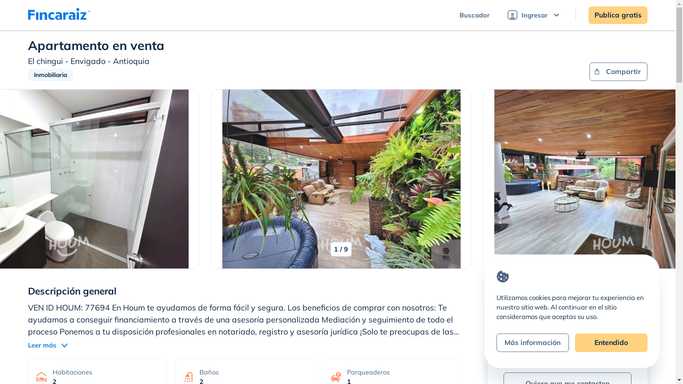 Fincaraiz
Buscador
Ingresar
Publica gratis
Apartamento en venta
El chingui - Envigado - Antioquia
Inmobiliaria
Compartir
HOUM
HOUM
HOUM
1 / 9
Descripción general
VEN ID HOUM: 77694 En Houm te ayudamos de forma fácil y segura. Los beneficios de comprar con nosotros: Te
ayudamos a conseguir financiamiento a través de una asesoría personalizada Mediación y seguimiento de todo el
proceso Ponemos a tu disposición profesionales en notariado, registro y asesoría jurídica ¡Solo te preocupas de las...
Leer más
Habitaciones
2
Baños
2
Parqueaderos
1
Utilizamos cookies para mejorar tu experiencia en
nuestro sitio web. Al continuar en el sitio
consideramos que aceptas su uso.
Más información
Entendido
Quiero que me contacten